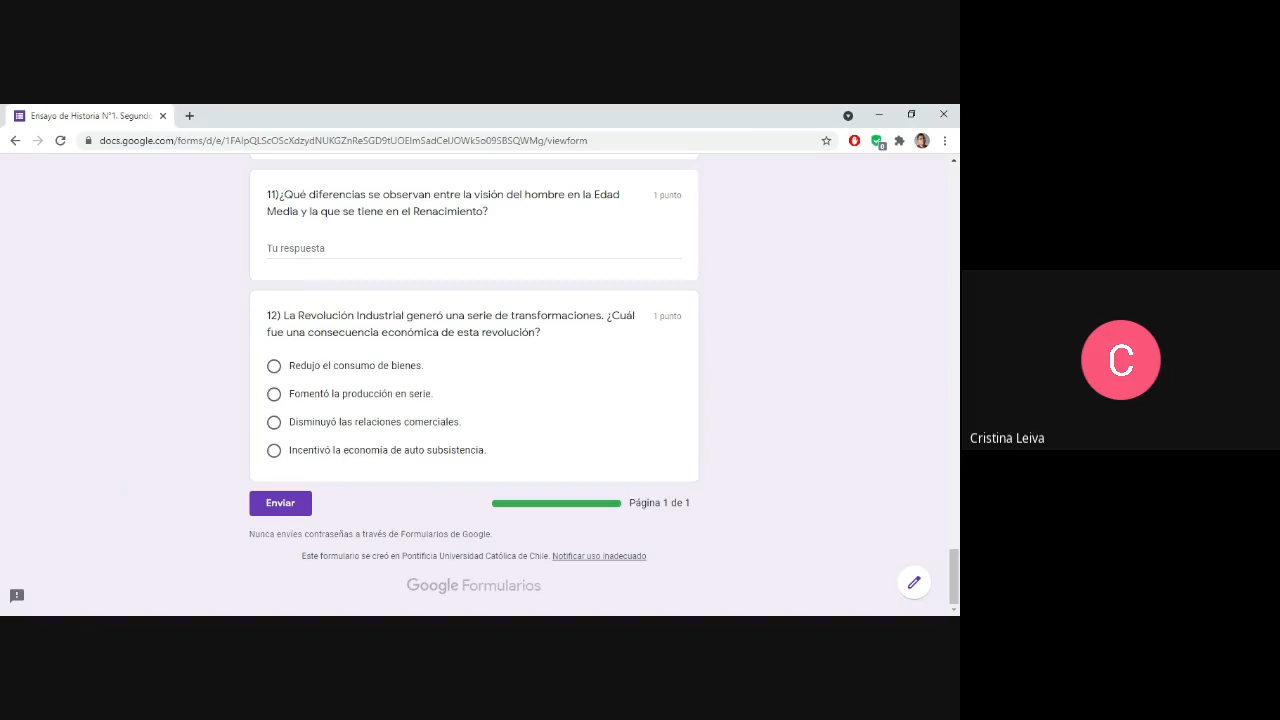 Ensayo de Historia N°1. Segundo
docs.google.com/forms/d/e/1FAIpQLScOScXdzydNUKGZnReSGD9tUOElmSadCeIJOWk5o09SBSQWMg/viewform
11)¿Qué diferencias se observan entre la visión del hombre en la Edad
Media y la que se tiene en el Renacimiento?
1 punto
Tu respuesta
12) La Revolución Industrial generó una serie de transformaciones. ¿Cuál
fue una consecuencia económica de esta revolución?
1 punto
Redujo el consumo de bienes.
Fomentó la producción en serie.
Disminuyó las relaciones comerciales.
Incentivó la economía de auto subsistencia.
Enviar
Página 1 de 1
Nunca envíes contraseñas a través de Formularios de Google.
Este formulario se creó en Pontificia Universidad Católica de Chile. Notificar uso inadecuado
Google Formularios
C
Cristina Leiva